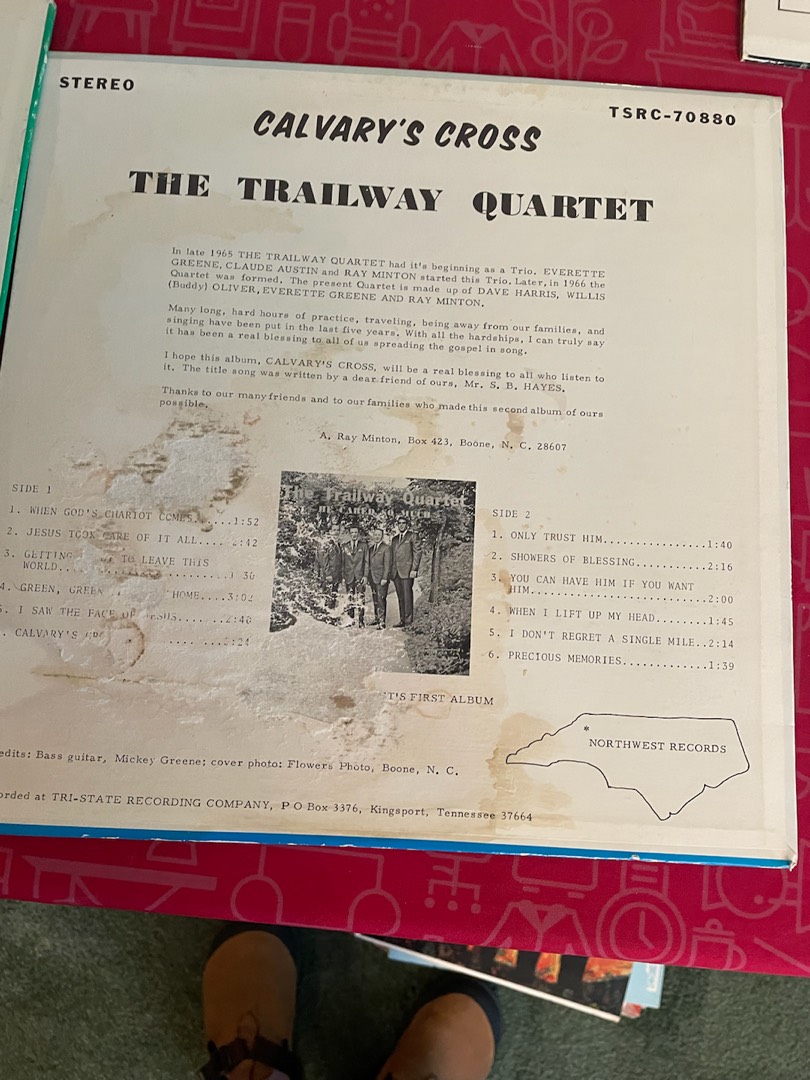 STEREO
TSRC-70880
CALVARY'S CROSS
THE TRAILWAY QUARTET
In late 1965 THE TRAILWAY QUARTET had it's beginning as a Trio. EVERETTE
GREENE, CLAUDE AUSTIN and RAY MINTON started this Trio. Later, in 1966 the
Quartet was formed. The present Quartet is made up of DAVE HARRIS, WILLIS
(Buddy) OLIVER, EVERETTE GREENE AND RAY MINTON.
Many long, hard hours of practice, traveling, being away from our families, and
singing have been put in the last five years. With all the hardships, I can truly say
it has been a real blessing to all of us spreading the gospel in song.
I hope this album, CALVARY'S CROSS, will be a real blessing to all who listen to
it. The title song was written by a dear friend of ours, Mr. S. B. HAYES.
Thanks to our many friends and to our families who made this second album of ours
possible.
A. Ray Minton, Box 423, Boone, N. C. 28607
SIDE 1
1. WHEN GOD'S CHARIOT COMES......1:52
2. JESUS TOOK CARE OF IT ALL.... :42
3. GETTING TO LEAVE THIS
WORLD.. ............ 30
4. GREEN, GREEN HOME....3:02
. I SAW THE FACE OF JESUS......2:40
. CALVARY'S ......:24
The Trailway Quartet
HE CARED SO MUCH
'T'S FIRST ALBUM
SIDE 2
1. ONLY TRUST HIM...............1:40
2. SHOWERS OF BLESSING..........2:16
3. YOU CAN HAVE HIM IF YOU WANT
HIM..........................2:00
4. WHEN I LIFT UP MY HEAD.......1:45
5. I DON'T REGRET A SINGLE MILE..2:14
6. PRECIOUS MEMORIES............1:39
* NORTHWEST RECORDS
edits: Bass guitar, Mickey Greene; cover photo: Flowers Photo, Boone, N. C.
orded at TRI-STATE RECORDING COMPANY, P O Box 3376, Kingsport, Tennessee 37664